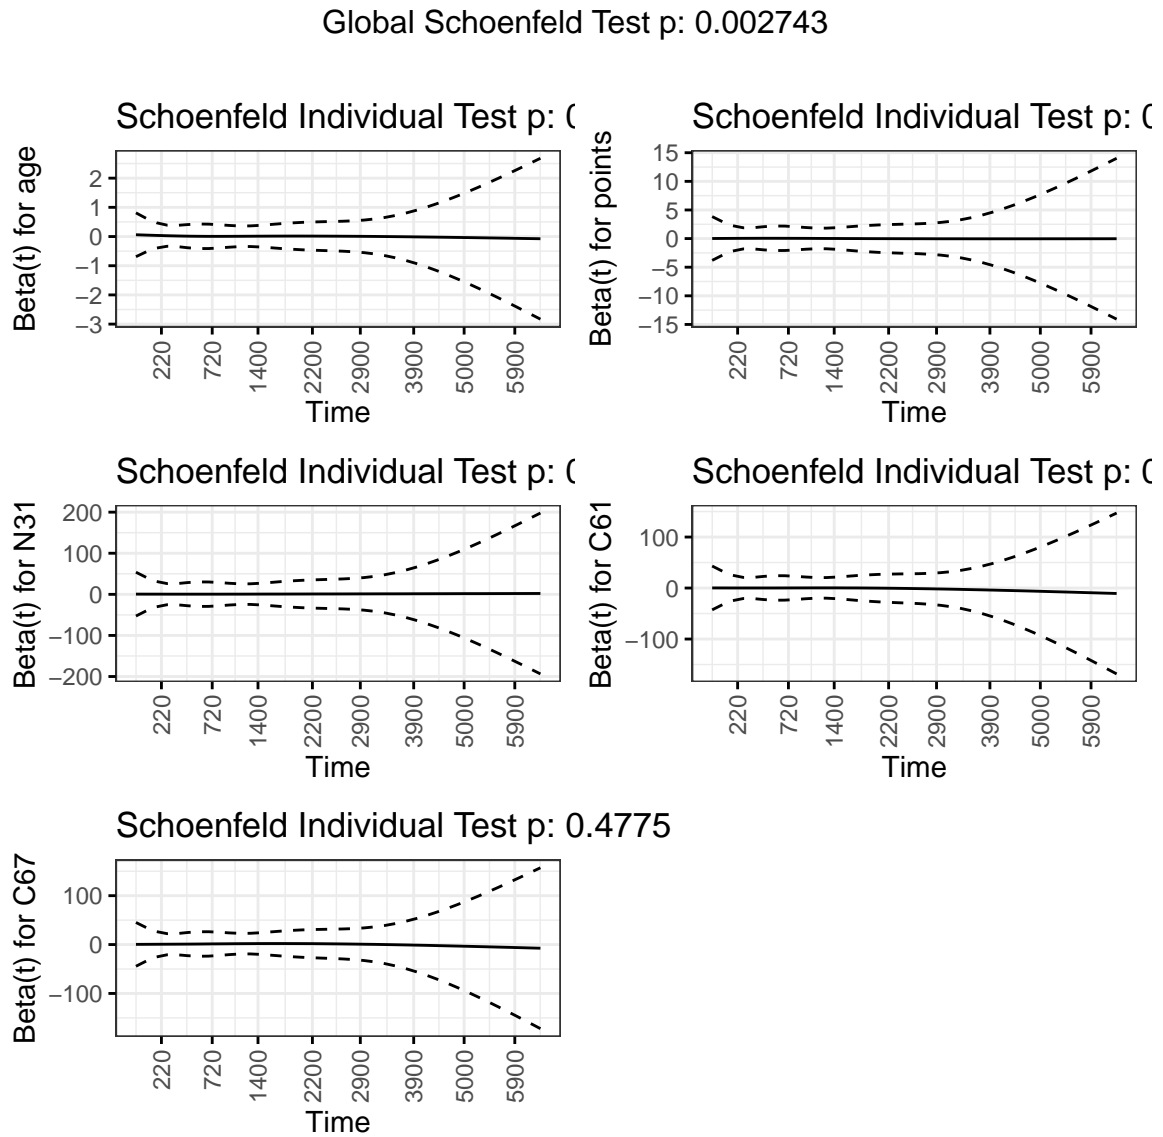 Global Schoenfeld Test p: 0.002743
Schoenfeld Individual Test p:
Beta(t) for age
2
1
0
−1
−2
−3
220 720 1400 2200 2900 3900 5000 5900
Time
Schoenfeld Individual Test p:
Beta(t) for points
15
10
5
0
−5
−10
−15
220 720 1400 2200 2900 3900 5000 5900
Time
Schoenfeld Individual Test p:
Beta(t) for N31
200
100
0
−100
−200
220 720 1400 2200 2900 3900 5000 5900
Time
Schoenfeld Individual Test p:
Beta(t) for C61
100
0
−100
220 720 1400 2200 2900 3900 5000 5900
Time
Schoenfeld Individual Test p: 0.4775
Beta(t) for C67
100
0
−100
220 720 1400 2200 2900 3900 5000 5900
Time